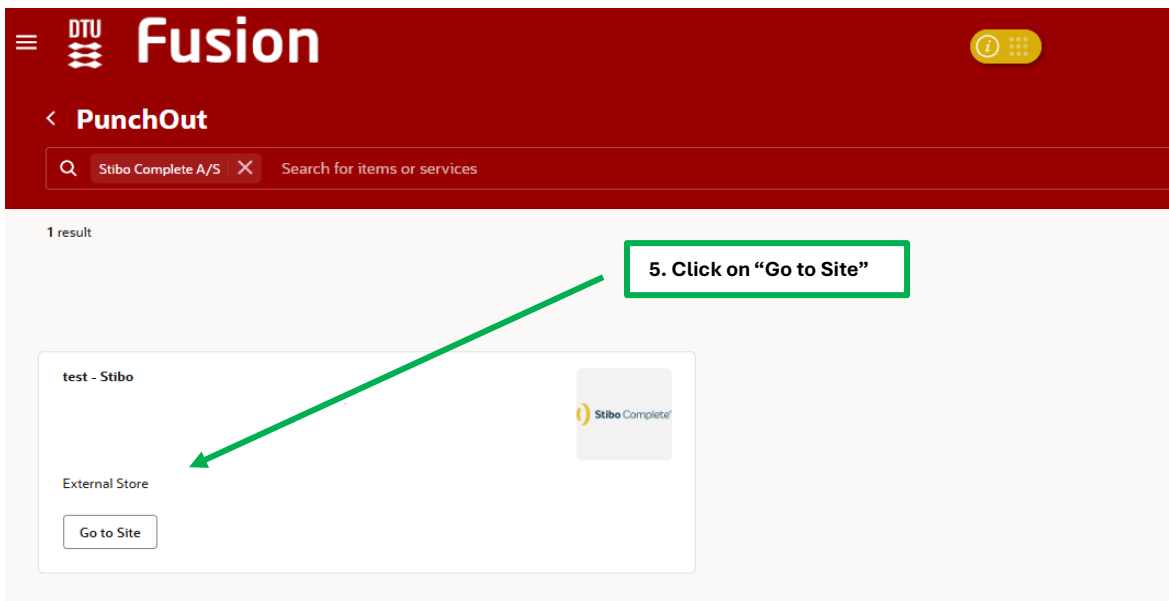 DTU
Fusion
PunchOut
Stibo Complete A/S
Search for items or services
1 result
5. Click on “Go to Site”
test - Stibo
Stibo Complete
External Store
Go to Site